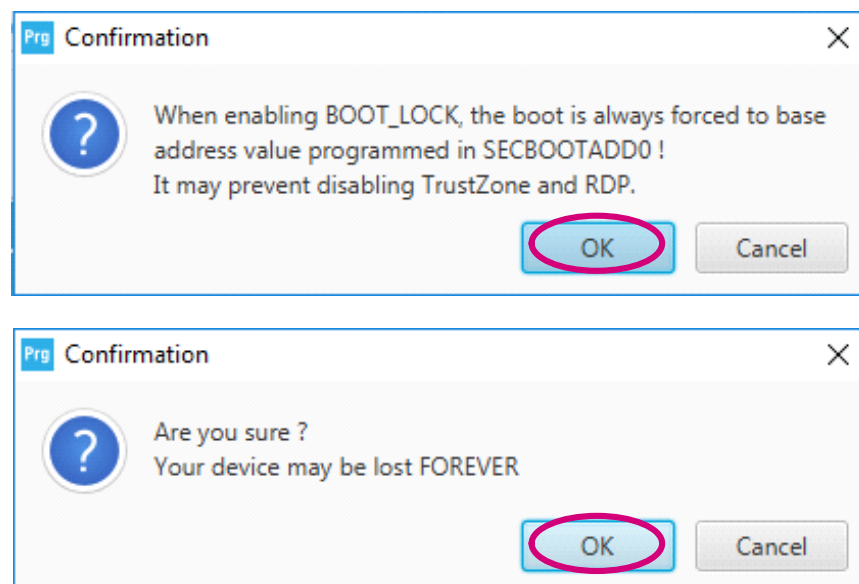 Prg Confirmation
When enabling BOOT_LOCK, the boot is always forced to base
address value programmed in SECBOOTADD0 !
It may prevent disabling TrustZone and RDP.
OK Cancel
Prg Confirmation
Are you sure ?
Your device may be lost FOREVER
OK Cancel